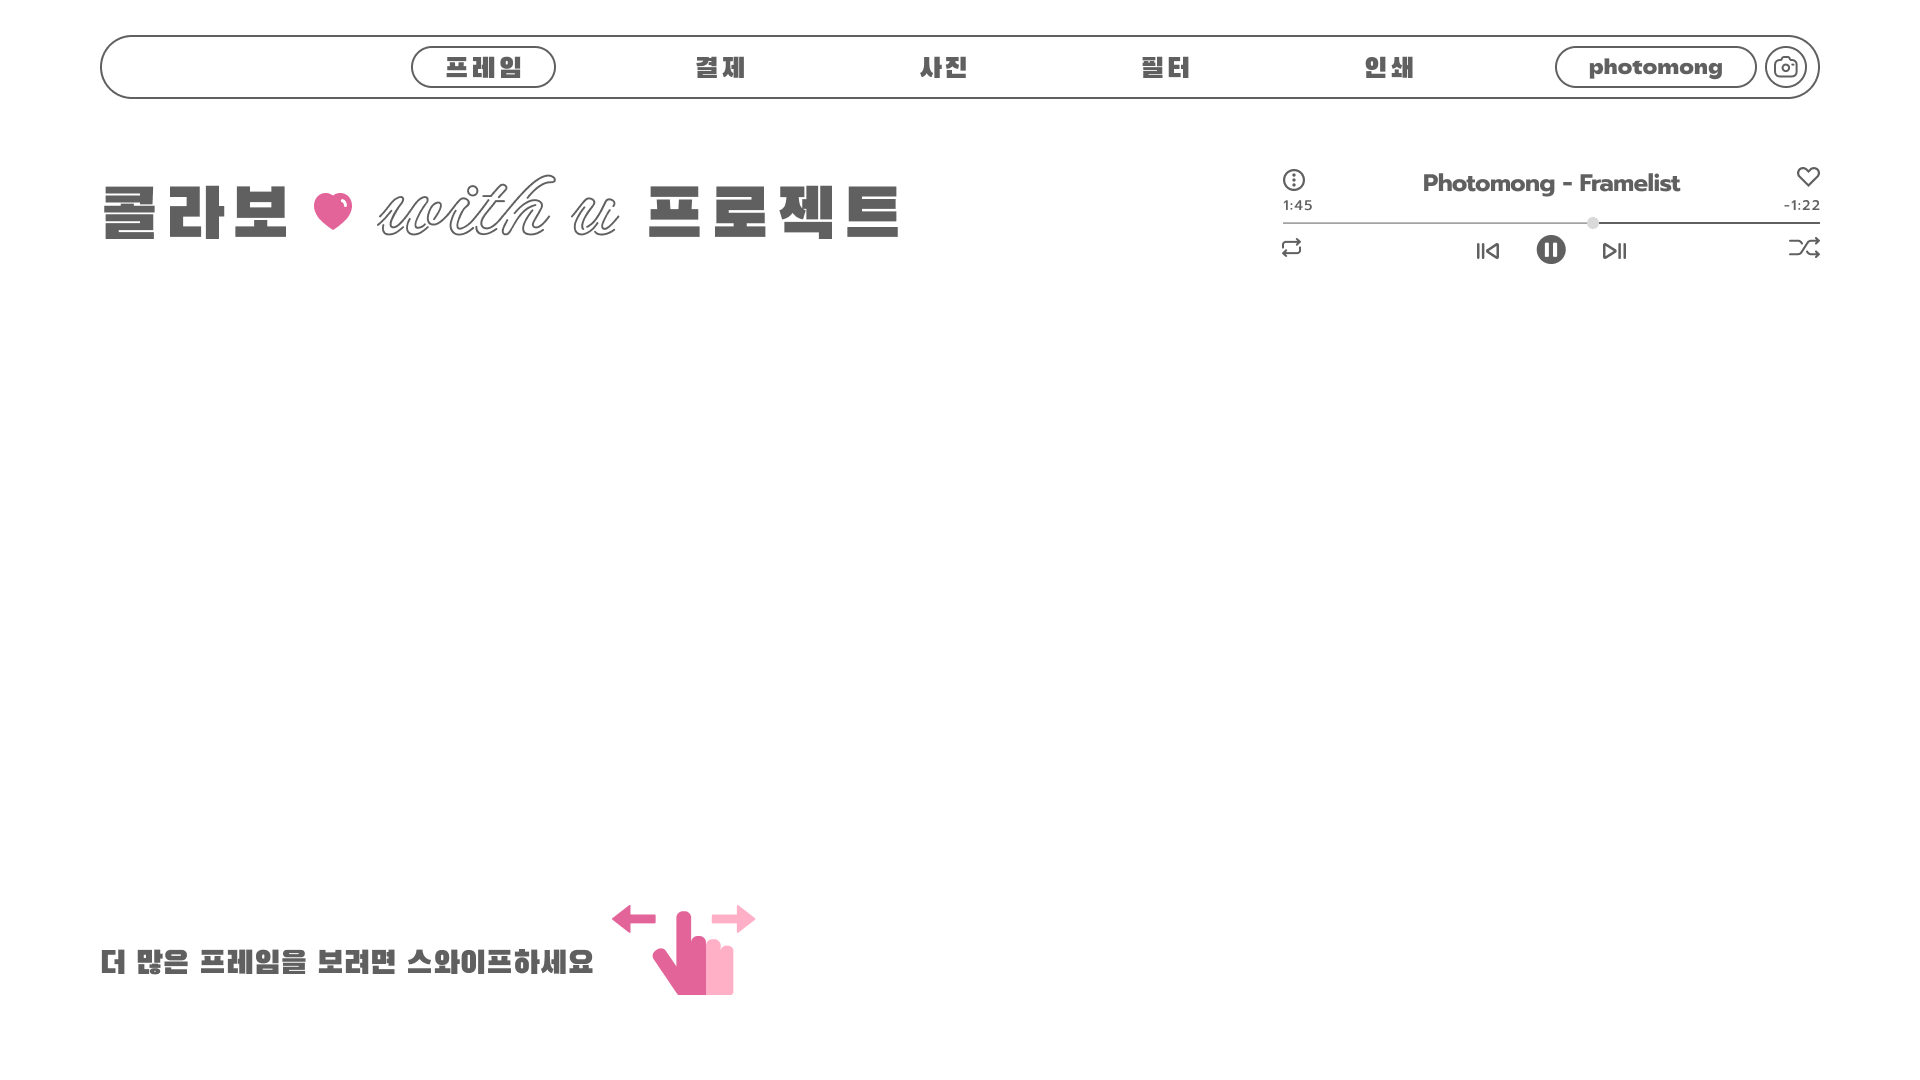 프레임 결제 사진 필터 인쇄 photomong
콜라보 with u 프로젝트
Photomong - Framelist
1:45 -1:22
더 많은 프레임을 보려면 스와이프하세요